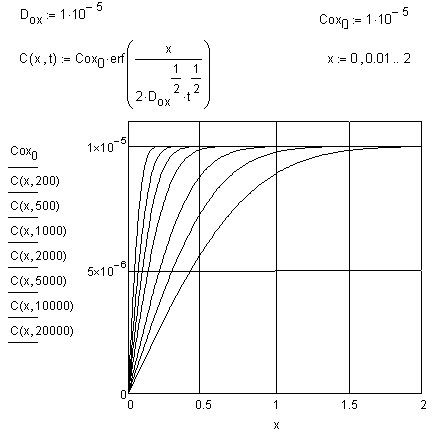 D_ox := 1·10^-5
Cox_0 := 1·10^-5
C(x,t) := Cox_0·erf(x/(2·D_ox^(1/2)·t^(1/2)))
x := 0,0.01 .. 2
Cox_0
C(x,200)
C(x,500)
C(x,1000)
C(x,2000)
C(x,5000)
C(x,10000)
C(x,20000)
1×10^-5
5×10^-6
0
0 0.5 1 1.5 2
x